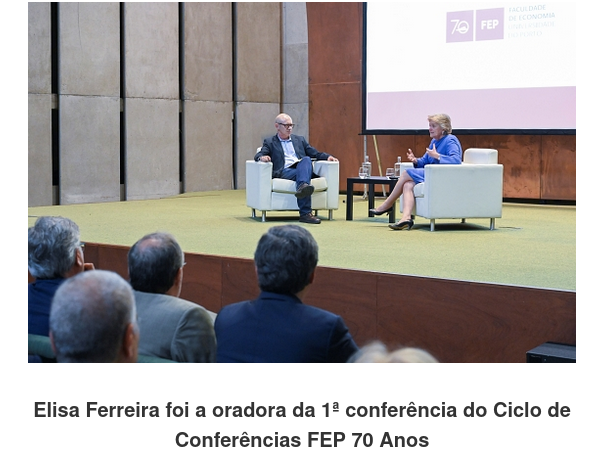 70 FEP
FACULDADE
DE ECONOMIA
Elisa Ferreira foi a oradora da 1ª conferência do Ciclo de
Conferências FEP 70 Anos